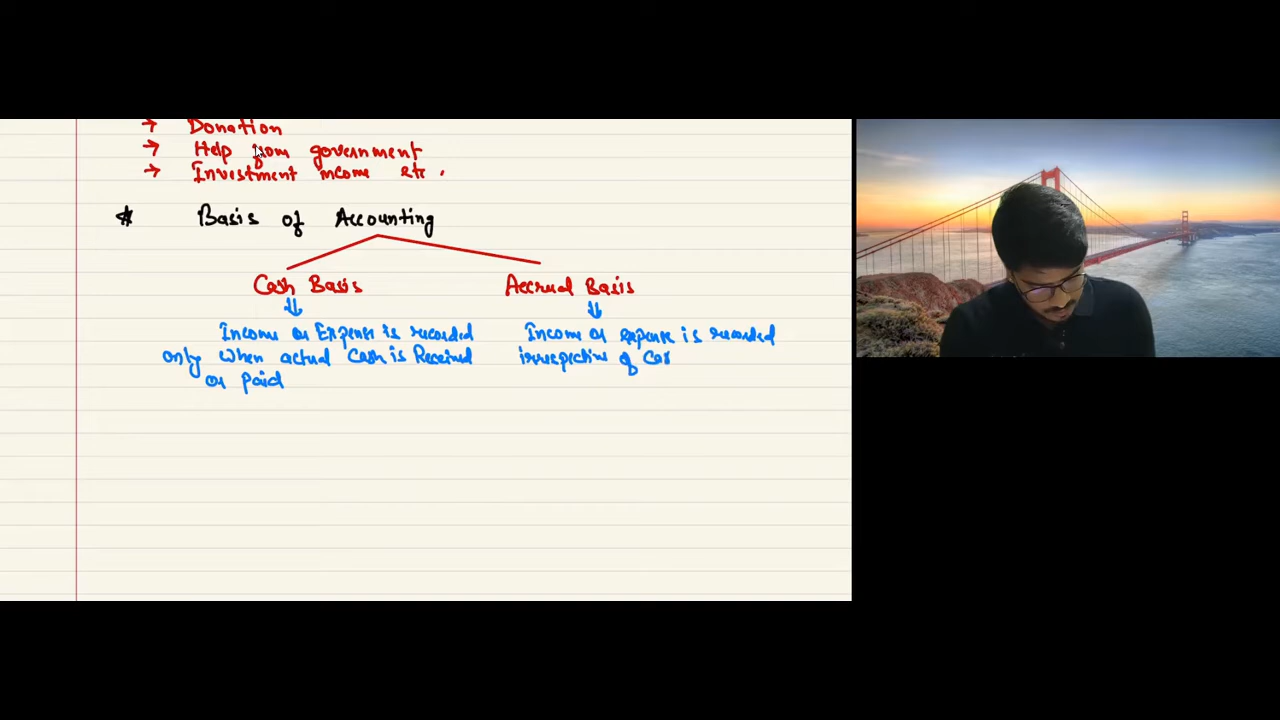 → Donation
→ Help from government
→ Investment income etc.
* Basis of Accounting
Cash Basis
Accrual Basis
Income or Expense is recorded
only when actual Cash is Received
or paid
Income or expense is recorded
irrespective of Cas